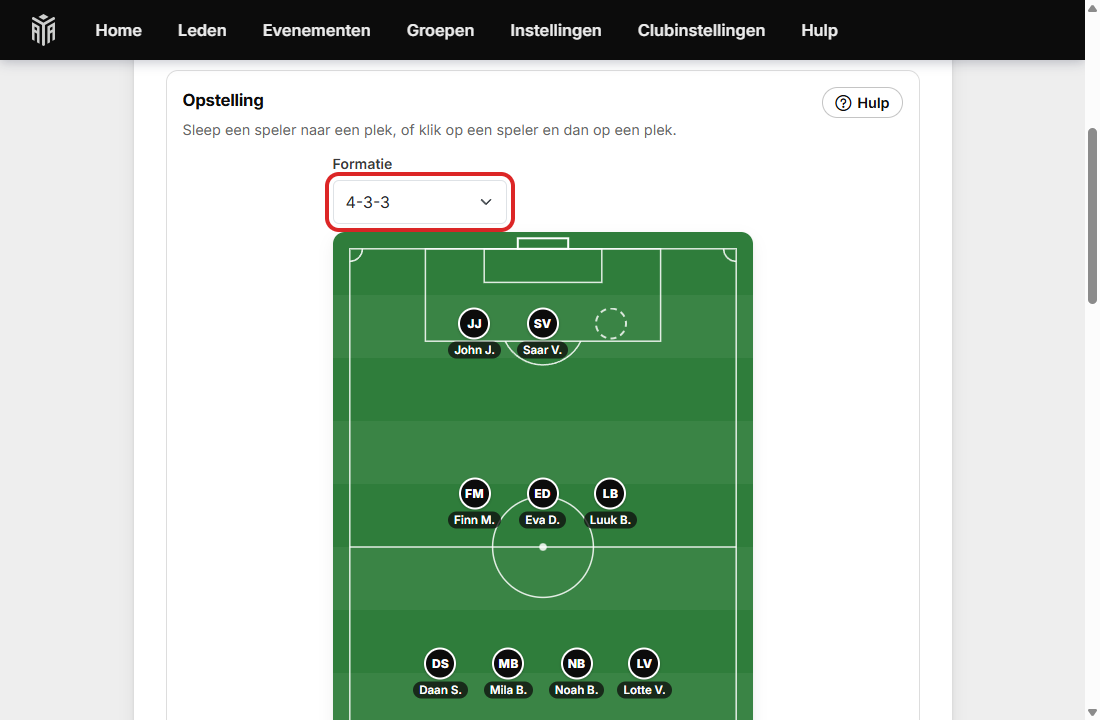 Home Leden Evenementen Groepen Instellingen Clubinstellingen Hulp
Opstelling
Hulp
Sleep een speler naar een plek, of klik op een speler en dan op een plek.
Formatie
4-3-3
JJ SV
John J. Saar V.
FM ED LB
Finn M. Eva D. Luuk B.
DS MB NB LV
Daan S. Mila B. Noah B. Lotte V.